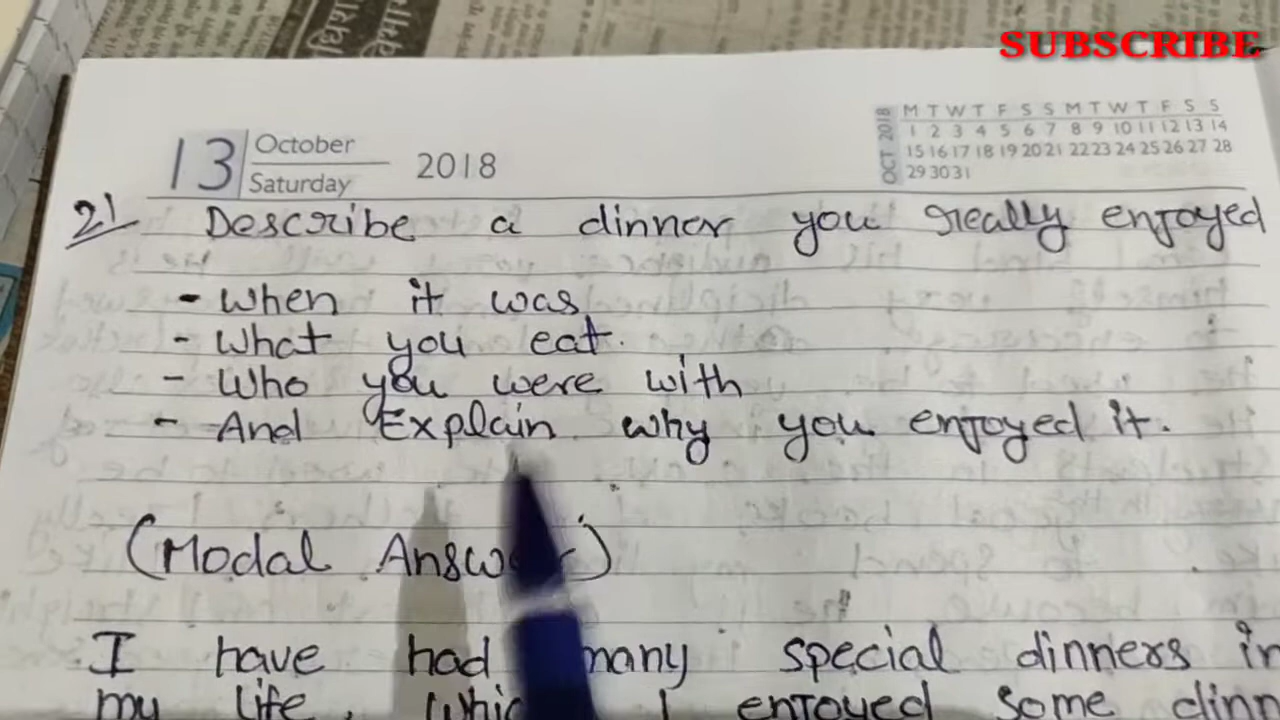 SUBSCRIBE
13 October Saturday 2018
OCT 2018
M T W T F S S M T W T F S S
1 2 3 4 5 6 7 8 9 10 11 12 13 14
15 16 17 18 19 20 21 22 23 24 25 26 27 28
29 30 31
21 Describe a dinner you really enjoyed
- When it was
- What you eat.
- Who you were with
- And Explain why you enjoyed it.
(Modal Answer)
I have had many special dinners in
my life. I enjoyed some